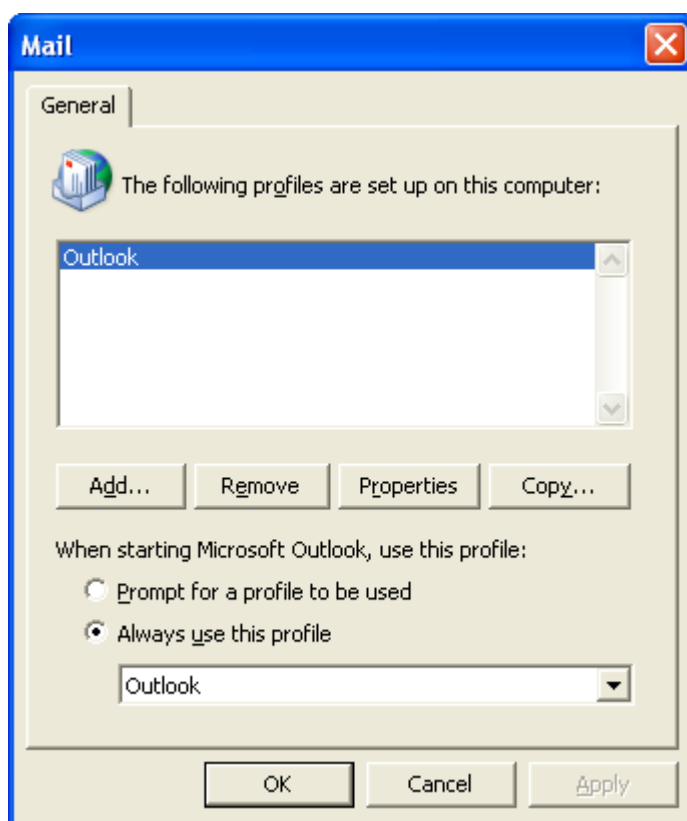 Mail
General
The following profiles are set up on this computer:
Outlook
Add... Remove Properties Copy...
When starting Microsoft Outlook, use this profile:
Prompt for a profile to be used
Always use this profile
Outlook
OK Cancel Apply